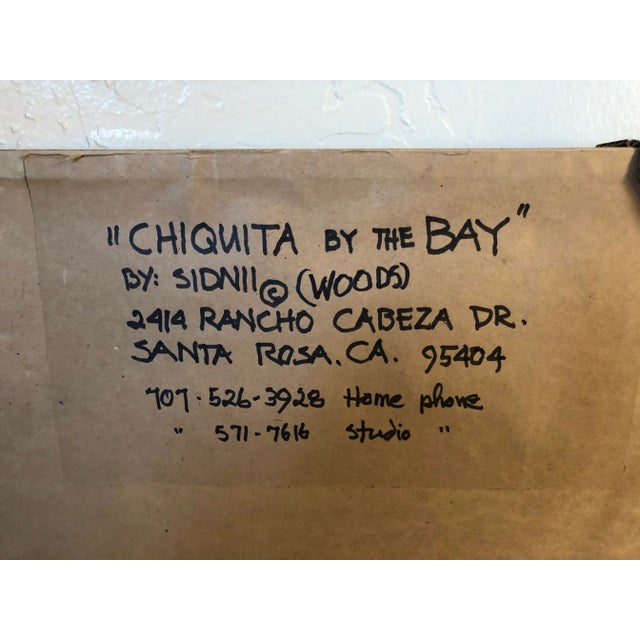 "CHIQUITA BY THE BAY"
BY: SIDNII © (WOODS)
2414 RANCHO CABEZA DR.
SANTA ROSA, CA. 95404
707-526-3928 Home phone
" 571-7616 studio "